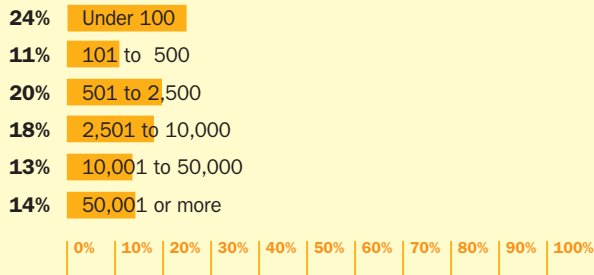 24% Under 100
11% 101 to 500
20% 501 to 2,500
18% 2,501 to 10,000
13% 10,001 to 50,000
14% 50,001 or more
0% 10% 20% 30% 40% 50% 60% 70% 80% 90% 100%